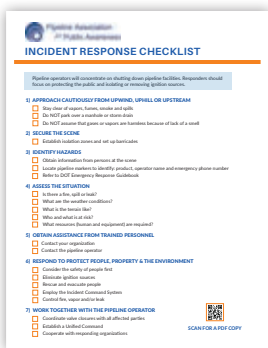 Pipeline Association
for Public Awareness
INCIDENT RESPONSE CHECKLIST
Pipeline operators will concentrate on shutting down pipeline facilities. Responders should
focus on protecting the public and isolating or removing ignition sources.
1) APPROACH CAUTIOUSLY FROM UPWIND, UPHILL OR UPSTREAM
Stay clear of vapors, fumes, smoke and spills
Do NOT park over a manhole or storm drain
Do NOT assume that gases or vapors are harmless because of lack of a smell
2) SECURE THE SCENE
Establish isolation zones and set up barricades
3) IDENTIFY HAZARDS
Obtain information from persons at the scene
Locate pipeline markers to identify: product, operator name and emergency phone number
Refer to DOT Emergency Response Guidebook
4) ASSESS THE SITUATION
Is there a fire, spill or leak?
What are the weather conditions?
What is the terrain like?
Who and what is at risk?
What resources (human and equipment) are required?
5) OBTAIN ASSISTANCE FROM TRAINED PERSONNEL
Contact your organization
Contact the pipeline operator
6) RESPOND TO PROTECT PEOPLE, PROPERTY & THE ENVIRONMENT
Consider the safety of people first
Eliminate ignition sources
Rescue and evacuate people
Employ the Incident Command System
Control fire, vapor and/or leak
7) WORK TOGETHER WITH THE PIPELINE OPERATOR
Coordinate valve closures with all affected parties
Establish a Unified Command
Cooperate with responding organizations
SCAN FOR A PDF COPY